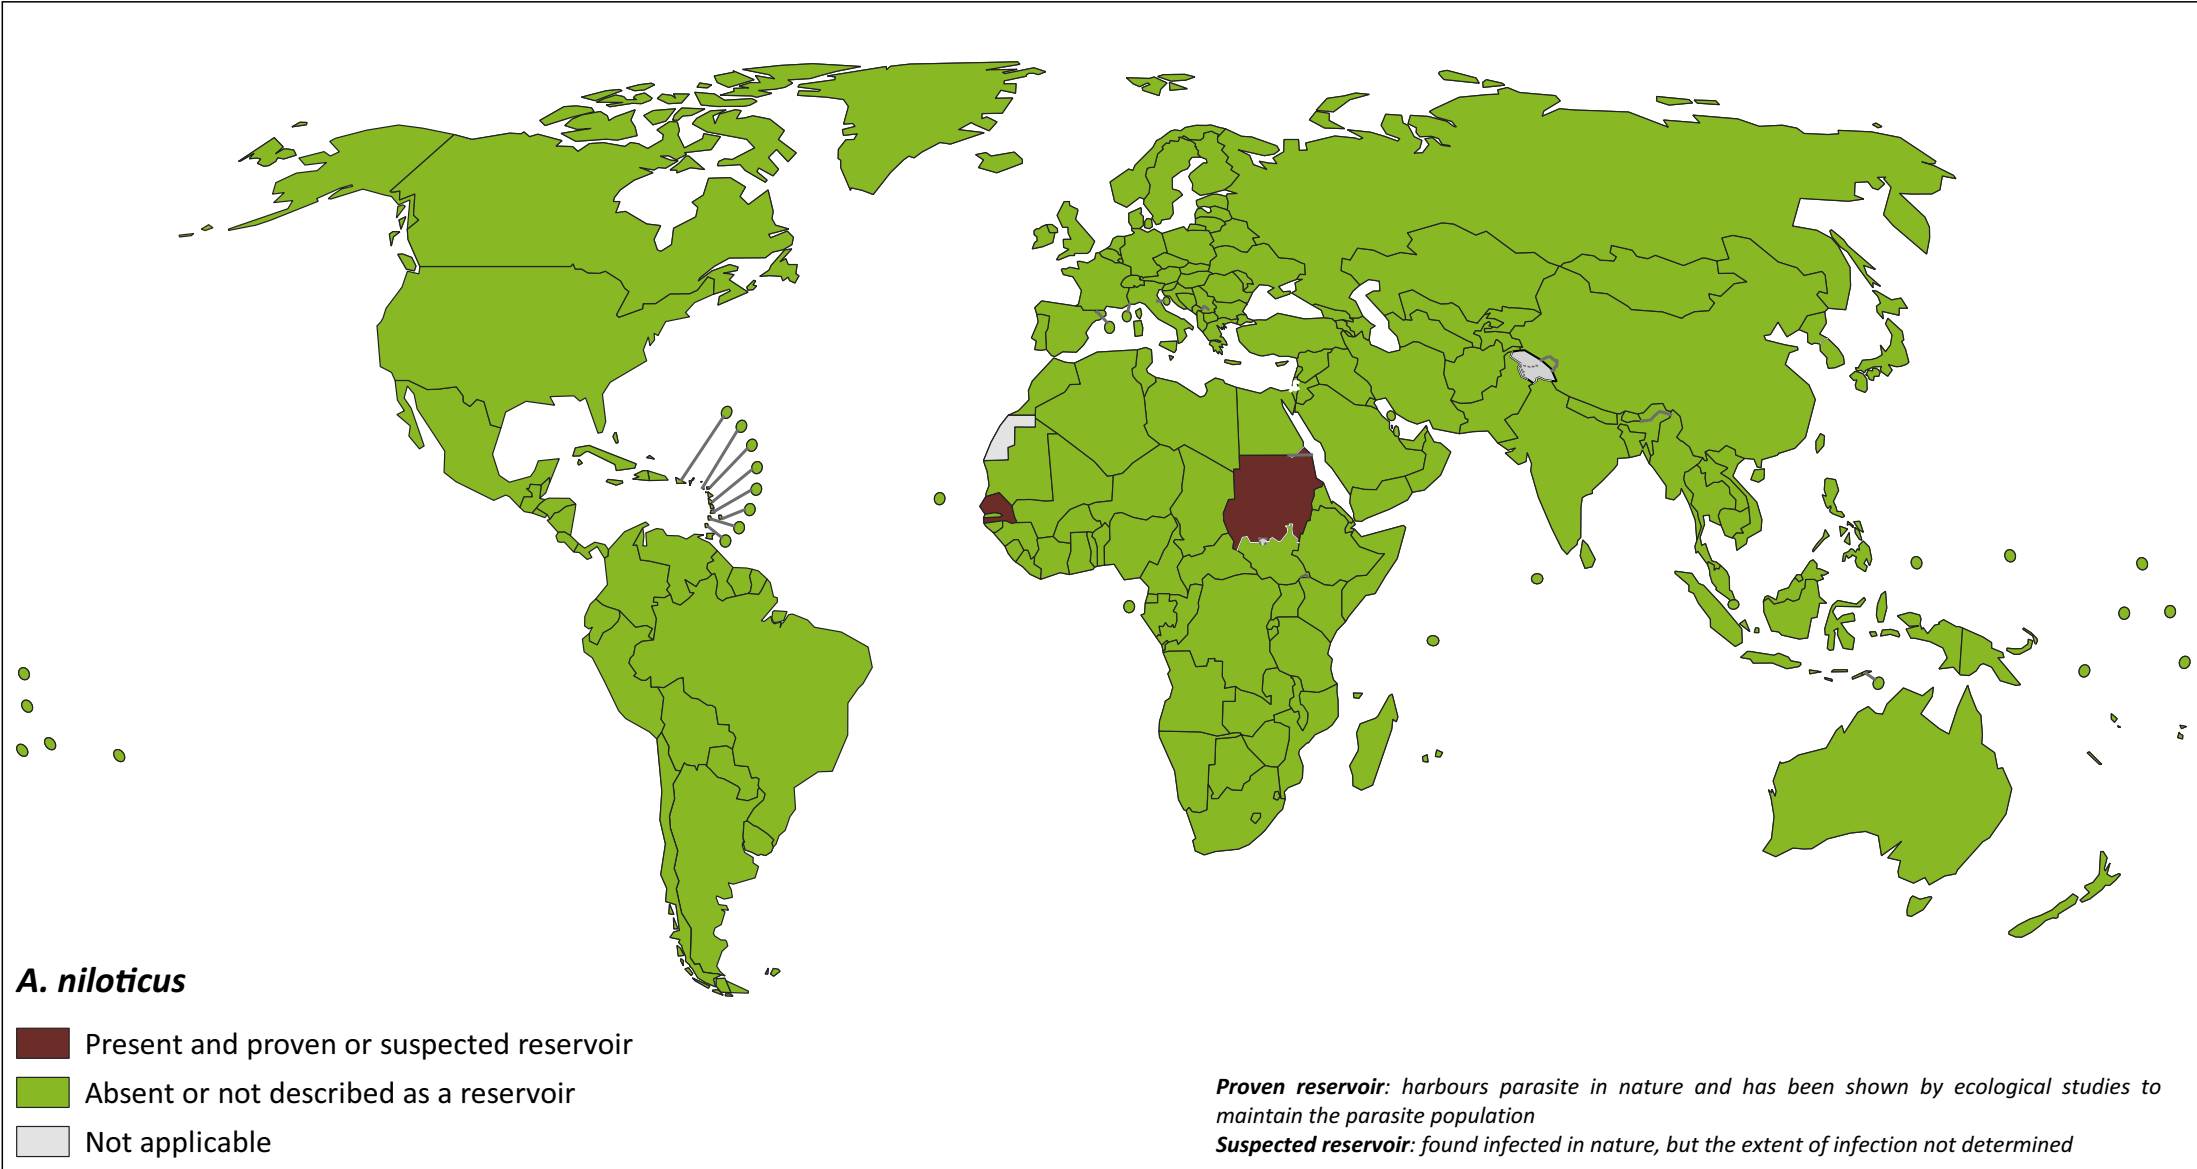 A. niloticus
Present and proven or suspected reservoir
Absent or not described as a reservoir
Not applicable
Proven reservoir: harbours parasite in nature and has been shown by ecological studies to
maintain the parasite population
Suspected reservoir: found infected in nature, but the extent of infection not determined